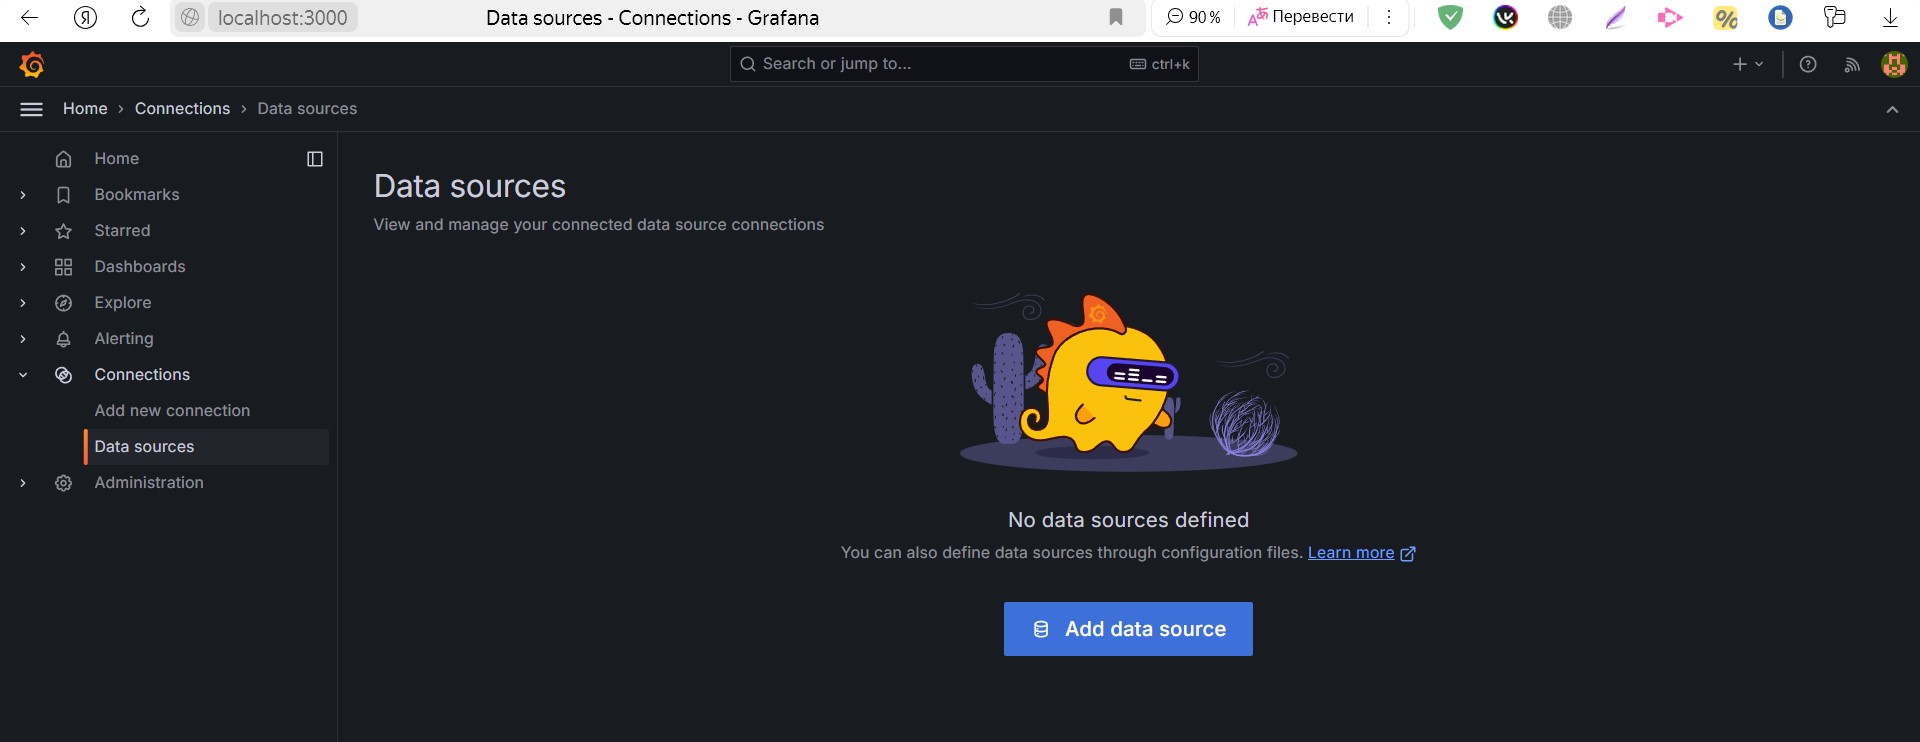 localhost:3000
Data sources - Connections - Grafana
90 %
Перевести
Search or jump to...
ctrl+k
Home › Connections › Data sources
Home
Bookmarks
Starred
Dashboards
Explore
Alerting
Connections
Add new connection
Data sources
Administration
Data sources
View and manage your connected data source connections
No data sources defined
You can also define data sources through configuration files. Learn more
Add data source